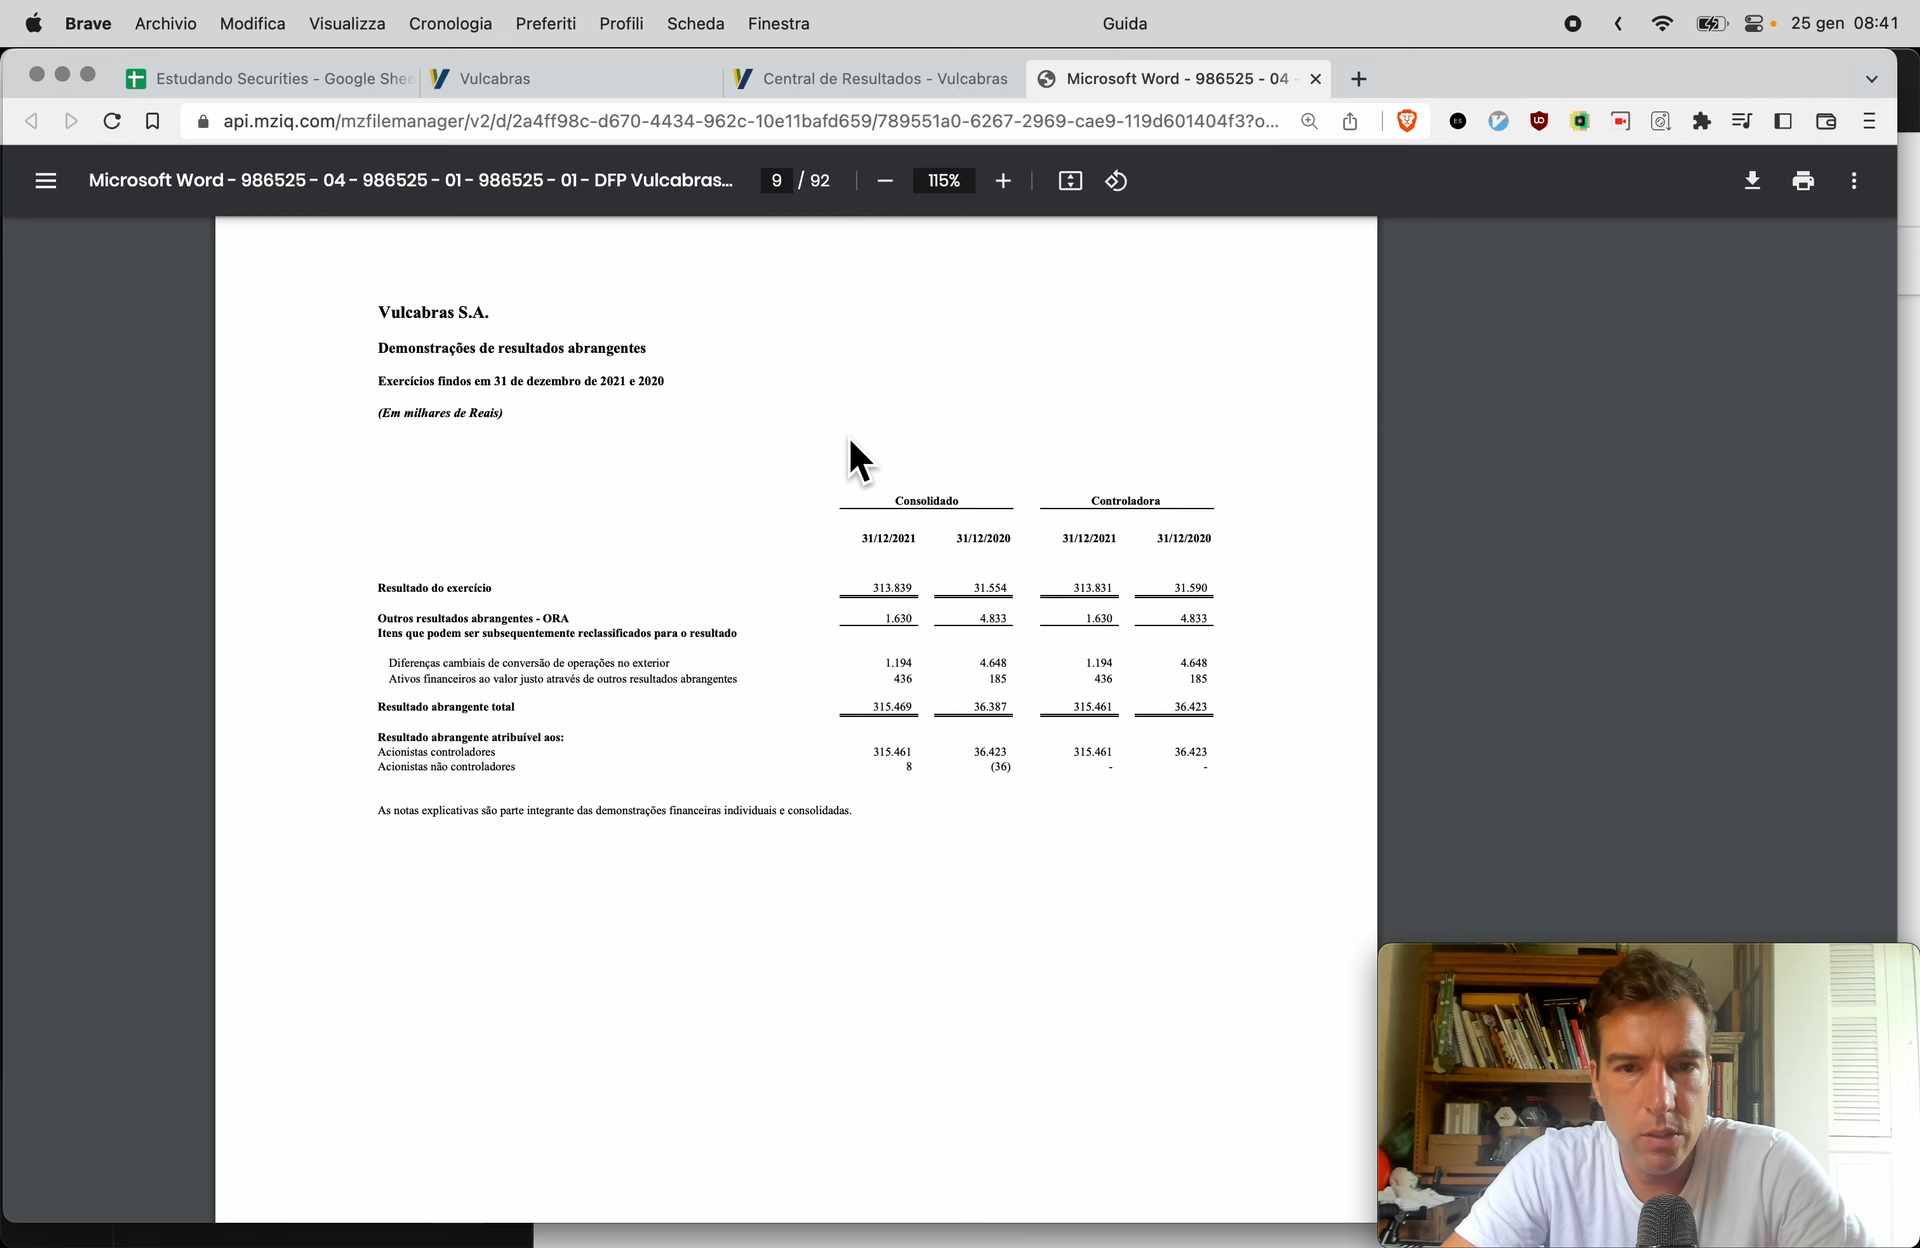 Brave Archivio Modifica Visualizza Cronologia Preferiti Profili Scheda Finestra Guida 25 gen 08:41
Estudando Securities - Google Shee Vulcabras Central de Resultados - Vulcabras Microsoft Word - 986525 - 04 -
api.mziq.com/mzfilemanager/v2/d/2a4ff98c-d670-4434-962c-10e11bafd659/789551a0-6267-2969-cae9-119d601404f3?o...
Microsoft Word - 986525 - 04 - 986525 - 01 - 986525 - 01 - DFP Vulcabras... 9 / 92 115%
Vulcabras S.A.
Demonstrações de resultados abrangentes
Exercícios findos em 31 de dezembro de 2021 e 2020
(Em milhares de Reais)
Consolidado Controladora
31/12/2021 31/12/2020 31/12/2021 31/12/2020
Resultado do exercício 313.839 31.554 313.831 31.590
Outros resultados abrangentes - ORA 1.630 4.833 1.630 4.833
Itens que podem ser subsequentemente reclassificados para o resultado
Diferenças cambiais de conversão de operações no exterior 1.194 4.648 1.194 4.648
Ativos financeiros ao valor justo através de outros resultados abrangentes 436 185 436 185
Resultado abrangente total 315.469 36.387 315.461 36.423
Resultado abrangente atribuível aos:
Acionistas controladores 315.461 36.423 315.461 36.423
Acionistas não controladores 8 (36) - -
As notas explicativas são parte integrante das demonstrações financeiras individuais e consolidadas.